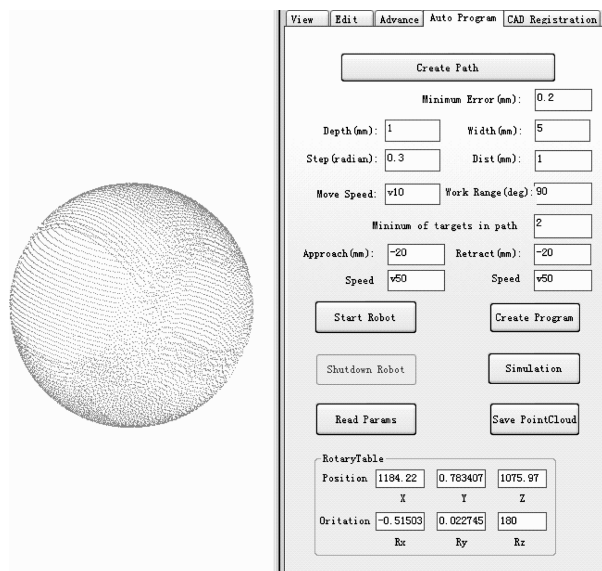 View Edit Advance Auto Program CAD Registration
Create Path
Minimum Error(mm): 0.2
Depth(mm): 1 Width(mm): 5
Step(radian): 0.3 Dist(mm): 1
Move Speed: v10 Work Range(deg): 90
Mininum of targets in path 2
Approach(mm): -20 Retract(mm): -20
Speed v50 Speed v50
Start Robot Create Program
Shutdown Robot Simulation
Read Params Save PointCloud
RotaryTable
Position 1184.22 0.783407 1075.97
X Y Z
Oritation -0.51503 0.022745 180
Rx Ry Rz